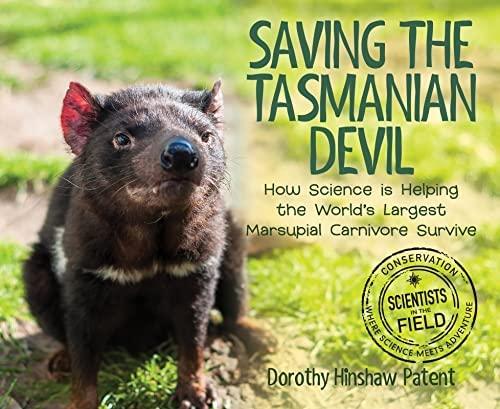 SAVING THE
TASMANIAN
DEVIL
How Science is Helping
the World's Largest
Marsupial Carnivore Survive
CONSERVATION
SCIENTISTS
IN THE
FIELD
WHERE SCIENCE MEETS ADVENTURE
Dorothy Hinshaw Patent